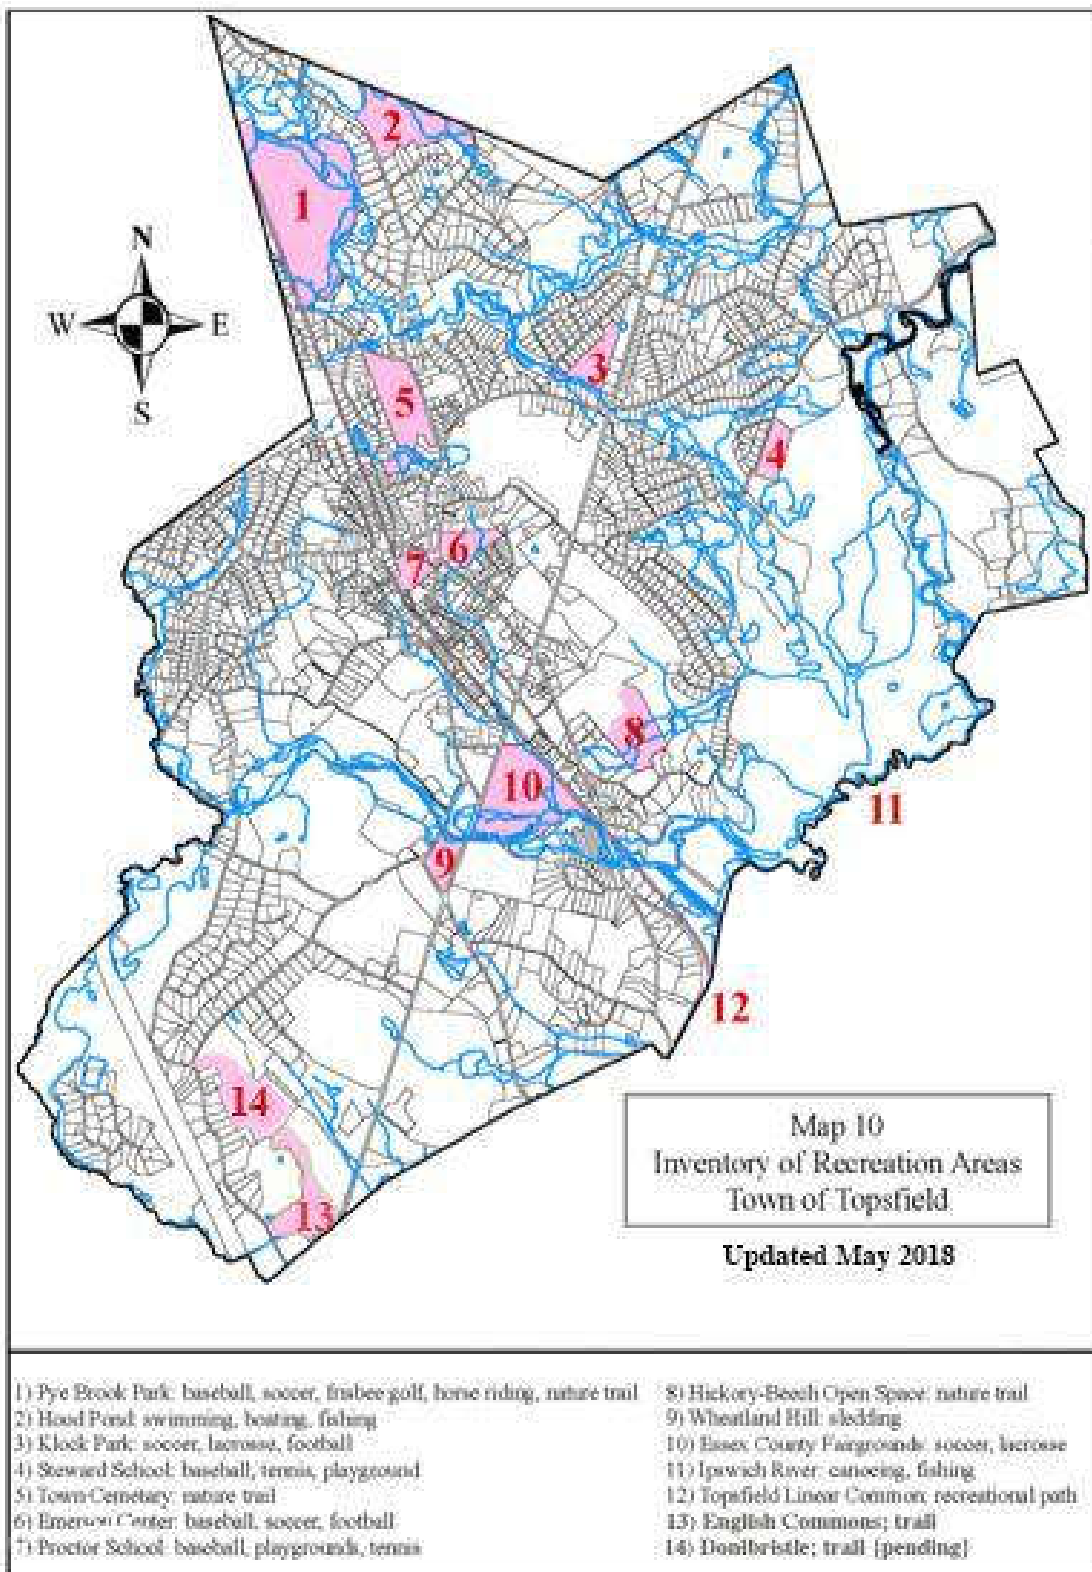 1
2
N
W E
S
3
5
4
6
7
8
10
11
9
12
14
13
Map 10
Inventory of Recreation Areas
Town of Topsfield
Updated May 2018
1) Pye Brook Park: baseball, soccer, frisbee golf, horse riding, nature trail
2) Hood Pond: swimming, boating, fishing
3) Klock Park: soccer, lacrosse, football
4) Steward School: baseball, tennis, playground
5) Town Cemetary: nature trail
6) Emerson Center: baseball, soccer, football
7) Proctor School: baseball, playgrounds, tennis
8) Hickory-Beech Open Space: nature trail
9) Wheatland Hill: sledding
10) Essex County Fairgrounds: soccer, lacrosse
11) Ipswich River: canoeing, fishing
12) Topsfield Linear Common: recreational path
13) English Commons; trail
14) Donibristle; trail [pending]